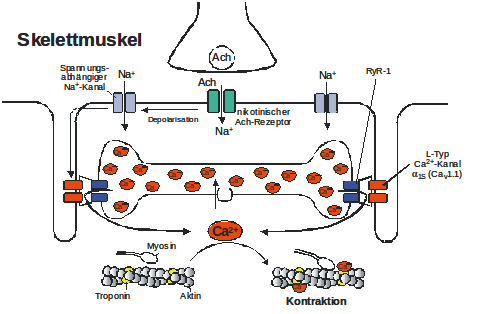 Skelettmuskel
Ach
Spannungs-
abhängiger
Na⁺-Kanal
Na⁺
Ach
Na⁺
RyR-1
Depolarisation
nikotinischer
Ach-Rezeptor
Na⁺
L-Typ
Ca²⁺-Kanal
α1S (Cav1.1)
Ca²⁺
Myosin
Troponin
Aktin
Kontraktion